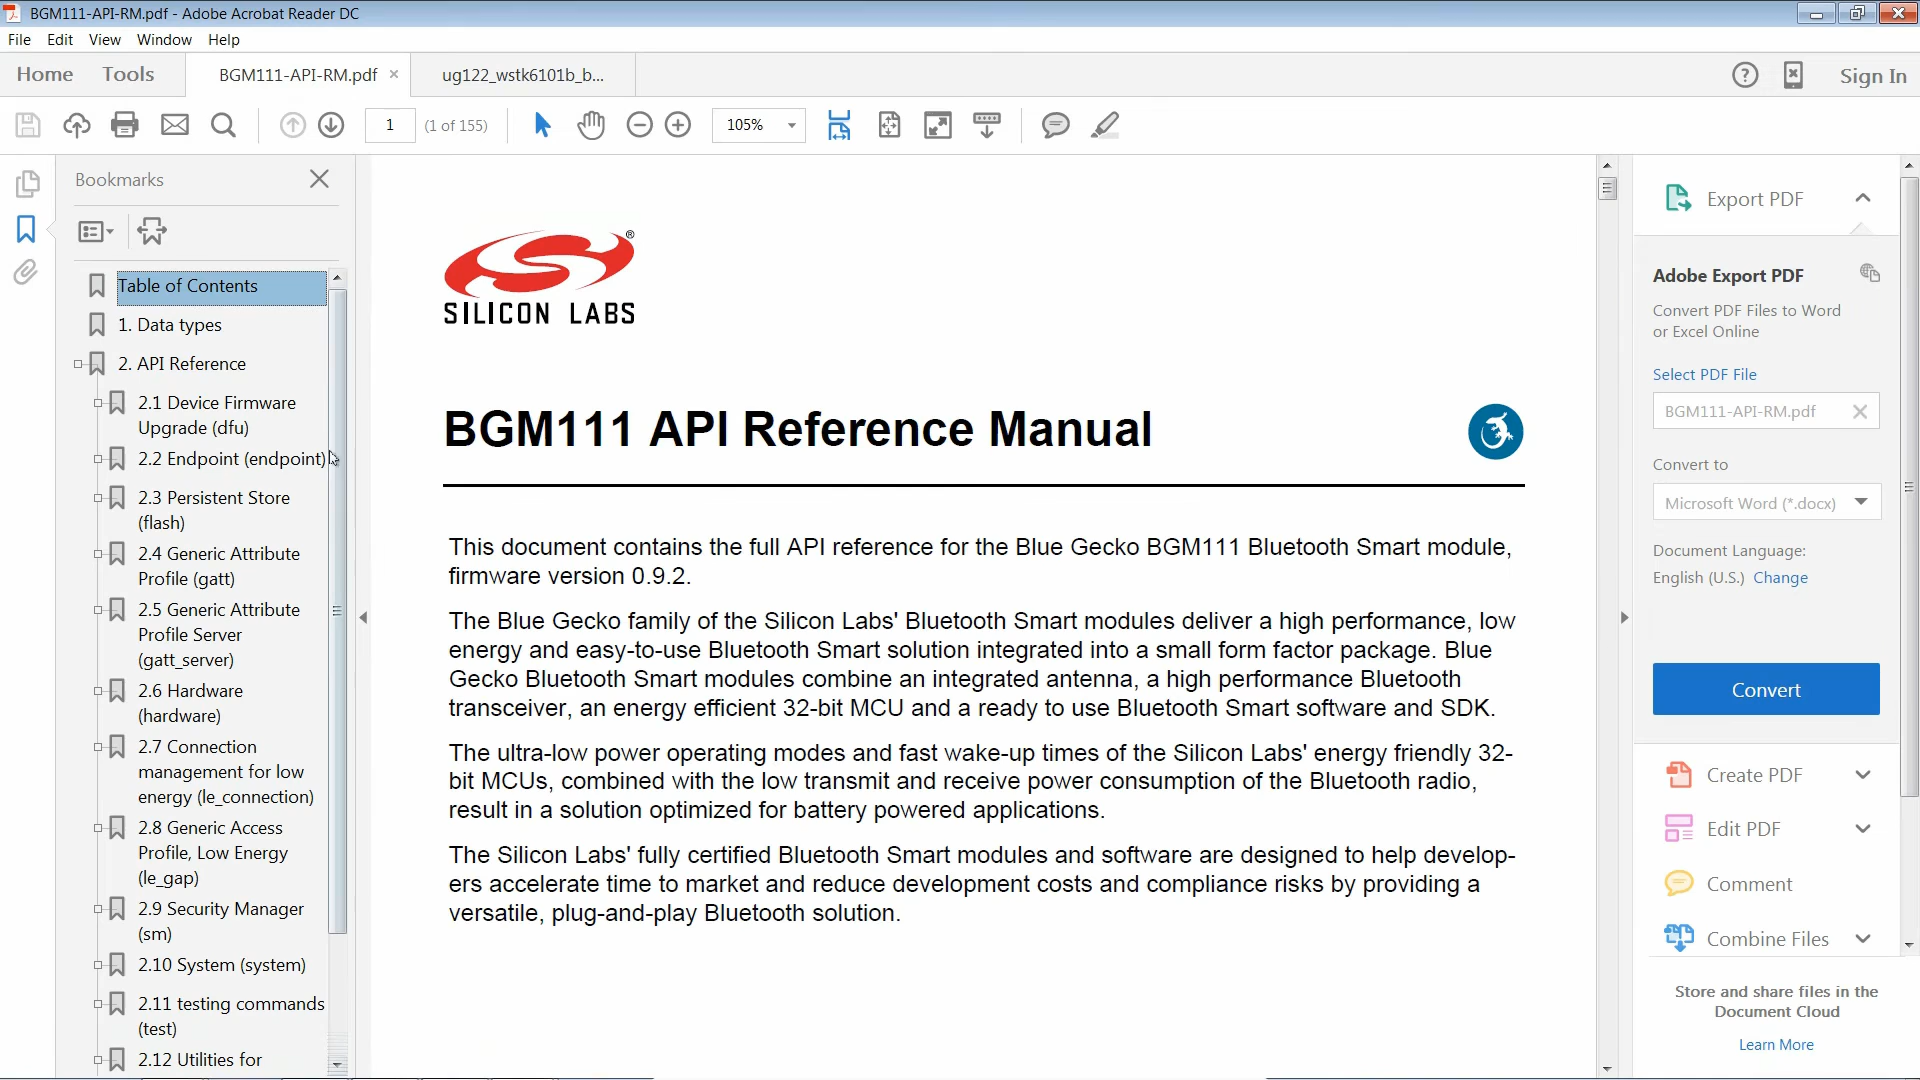 BGM111-API-RM.pdf - Adobe Acrobat Reader DC
File Edit View Window Help
Home Tools BGM111-API-RM.pdf × ug122_wstk6101b_b... Sign In
1 (1 of 155) 105%
Bookmarks
Table of Contents
1. Data types
2. API Reference
2.1 Device Firmware
Upgrade (dfu)
2.2 Endpoint (endpoint)
2.3 Persistent Store
(flash)
2.4 Generic Attribute
Profile (gatt)
2.5 Generic Attribute
Profile Server
(gatt_server)
2.6 Hardware
(hardware)
2.7 Connection
management for low
energy (le_connection)
2.8 Generic Access
Profile, Low Energy
(le_gap)
2.9 Security Manager
(sm)
2.10 System (system)
2.11 testing commands
(test)
2.12 Utilities for
®
SILICON LABS
BGM111 API Reference Manual
This document contains the full API reference for the Blue Gecko BGM111 Bluetooth Smart module,
firmware version 0.9.2.
The Blue Gecko family of the Silicon Labs' Bluetooth Smart modules deliver a high performance, low
energy and easy-to-use Bluetooth Smart solution integrated into a small form factor package. Blue
Gecko Bluetooth Smart modules combine an integrated antenna, a high performance Bluetooth
transceiver, an energy efficient 32-bit MCU and a ready to use Bluetooth Smart software and SDK.
The ultra-low power operating modes and fast wake-up times of the Silicon Labs' energy friendly 32-
bit MCUs, combined with the low transmit and receive power consumption of the Bluetooth radio,
result in a solution optimized for battery powered applications.
The Silicon Labs' fully certified Bluetooth Smart modules and software are designed to help develop-
ers accelerate time to market and reduce development costs and compliance risks by providing a
versatile, plug-and-play Bluetooth solution.
Export PDF
Adobe Export PDF
Convert PDF Files to Word
or Excel Online
Select PDF File
BGM111-API-RM.pdf
Convert to
Microsoft Word (*.docx)
Document Language:
English (U.S.) Change
Convert
Create PDF
Edit PDF
Comment
Combine Files
Store and share files in the
Document Cloud
Learn More